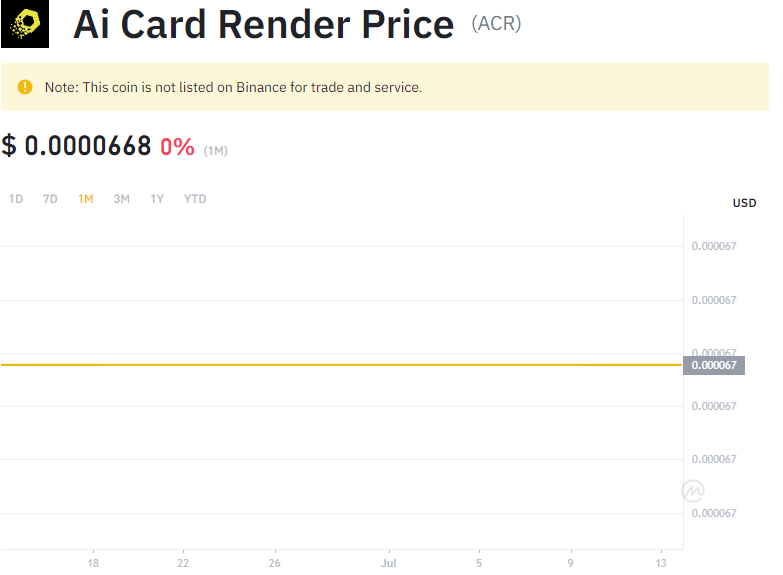 Ai Card Render Price (ACR)
Note: This coin is not listed on Binance for trade and service.
$ 0.0000668 0% (1M)
1D 7D 1M 3M 1Y YTD
USD
0.000067
0.000067
0.000067
0.000067
0.000067
0.000067
0.000067
18 22 26 Jul 5 9 13